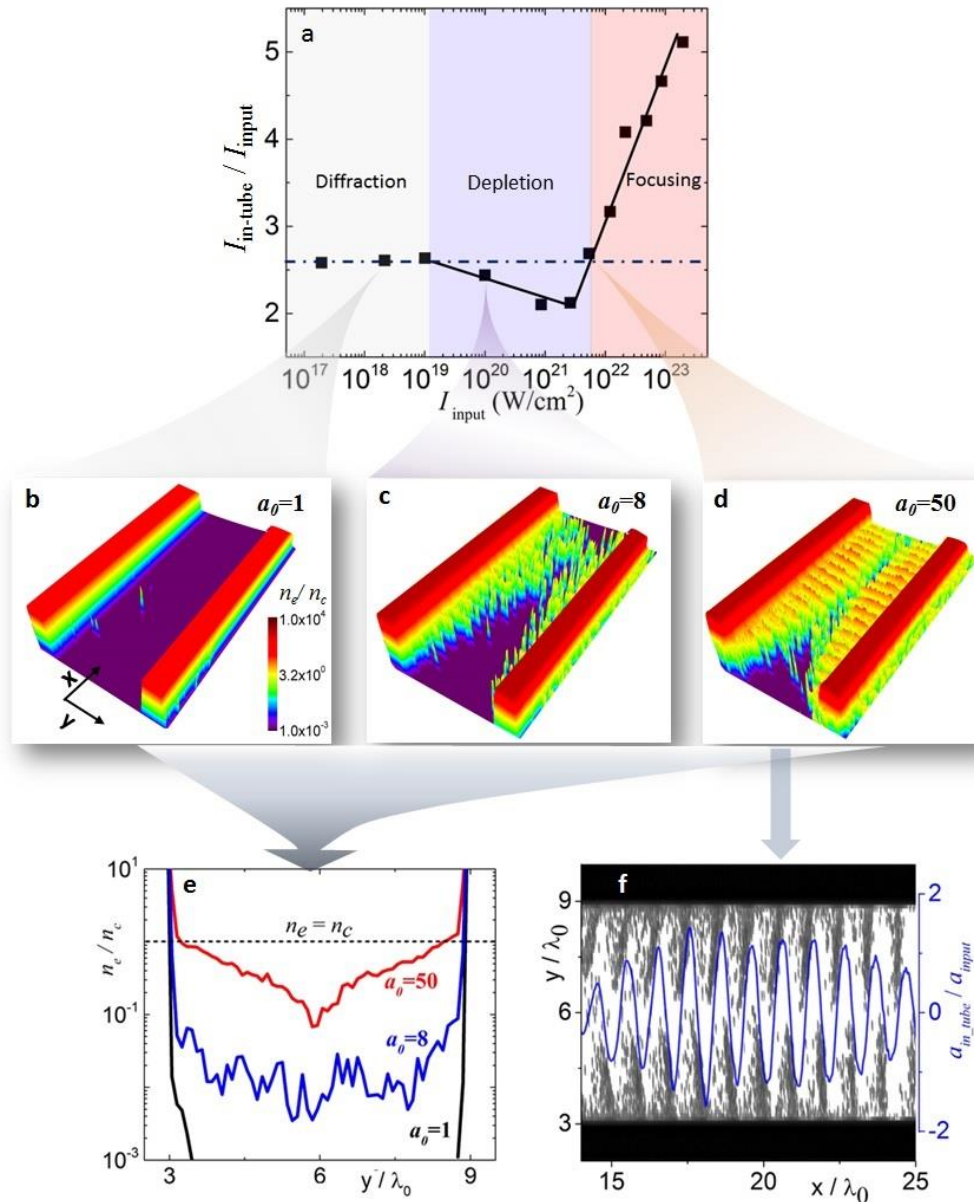 a
5
4
3
2
I_in-tube / I_input
Diffraction
Depletion
Focusing
10^17 10^18 10^19 10^20 10^21 10^22 10^23
I_input (W/cm^2)
b
a_0=1
n_e/ n_c
1.0x10^4
3.2x10^0
1.0x10^-3
x
y
c
a_0=8
d
a_0=50
e
10^1
10^-1
10^-3
n_e/n_c
n_e = n_c
a_0=50
a_0=8
a_0=1
3 6 9
y/λ_0
f
9
6
3
y/λ_0
2
0
-2
a_in_tube / a_input
15 20 25
x / λ_0